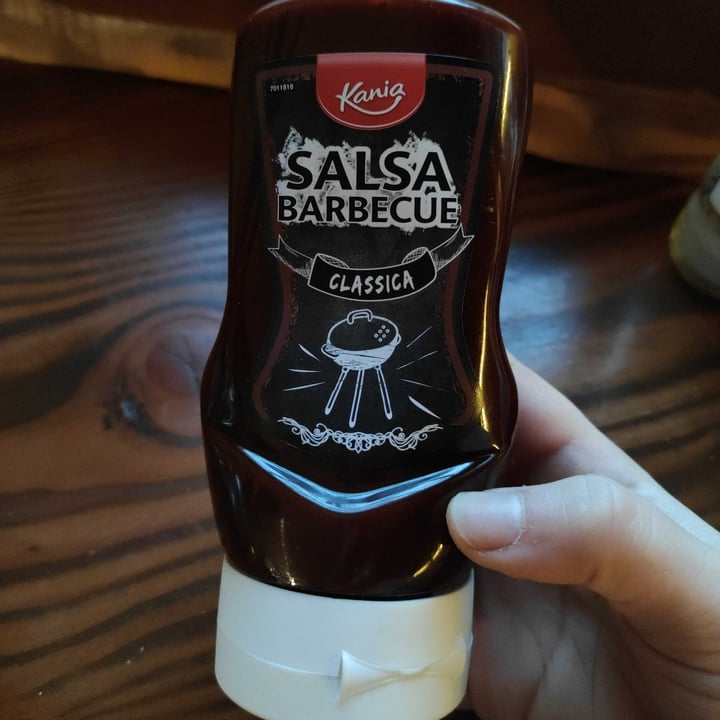 Kania
7011816
SALSA
BARBECUE
CLASSICA